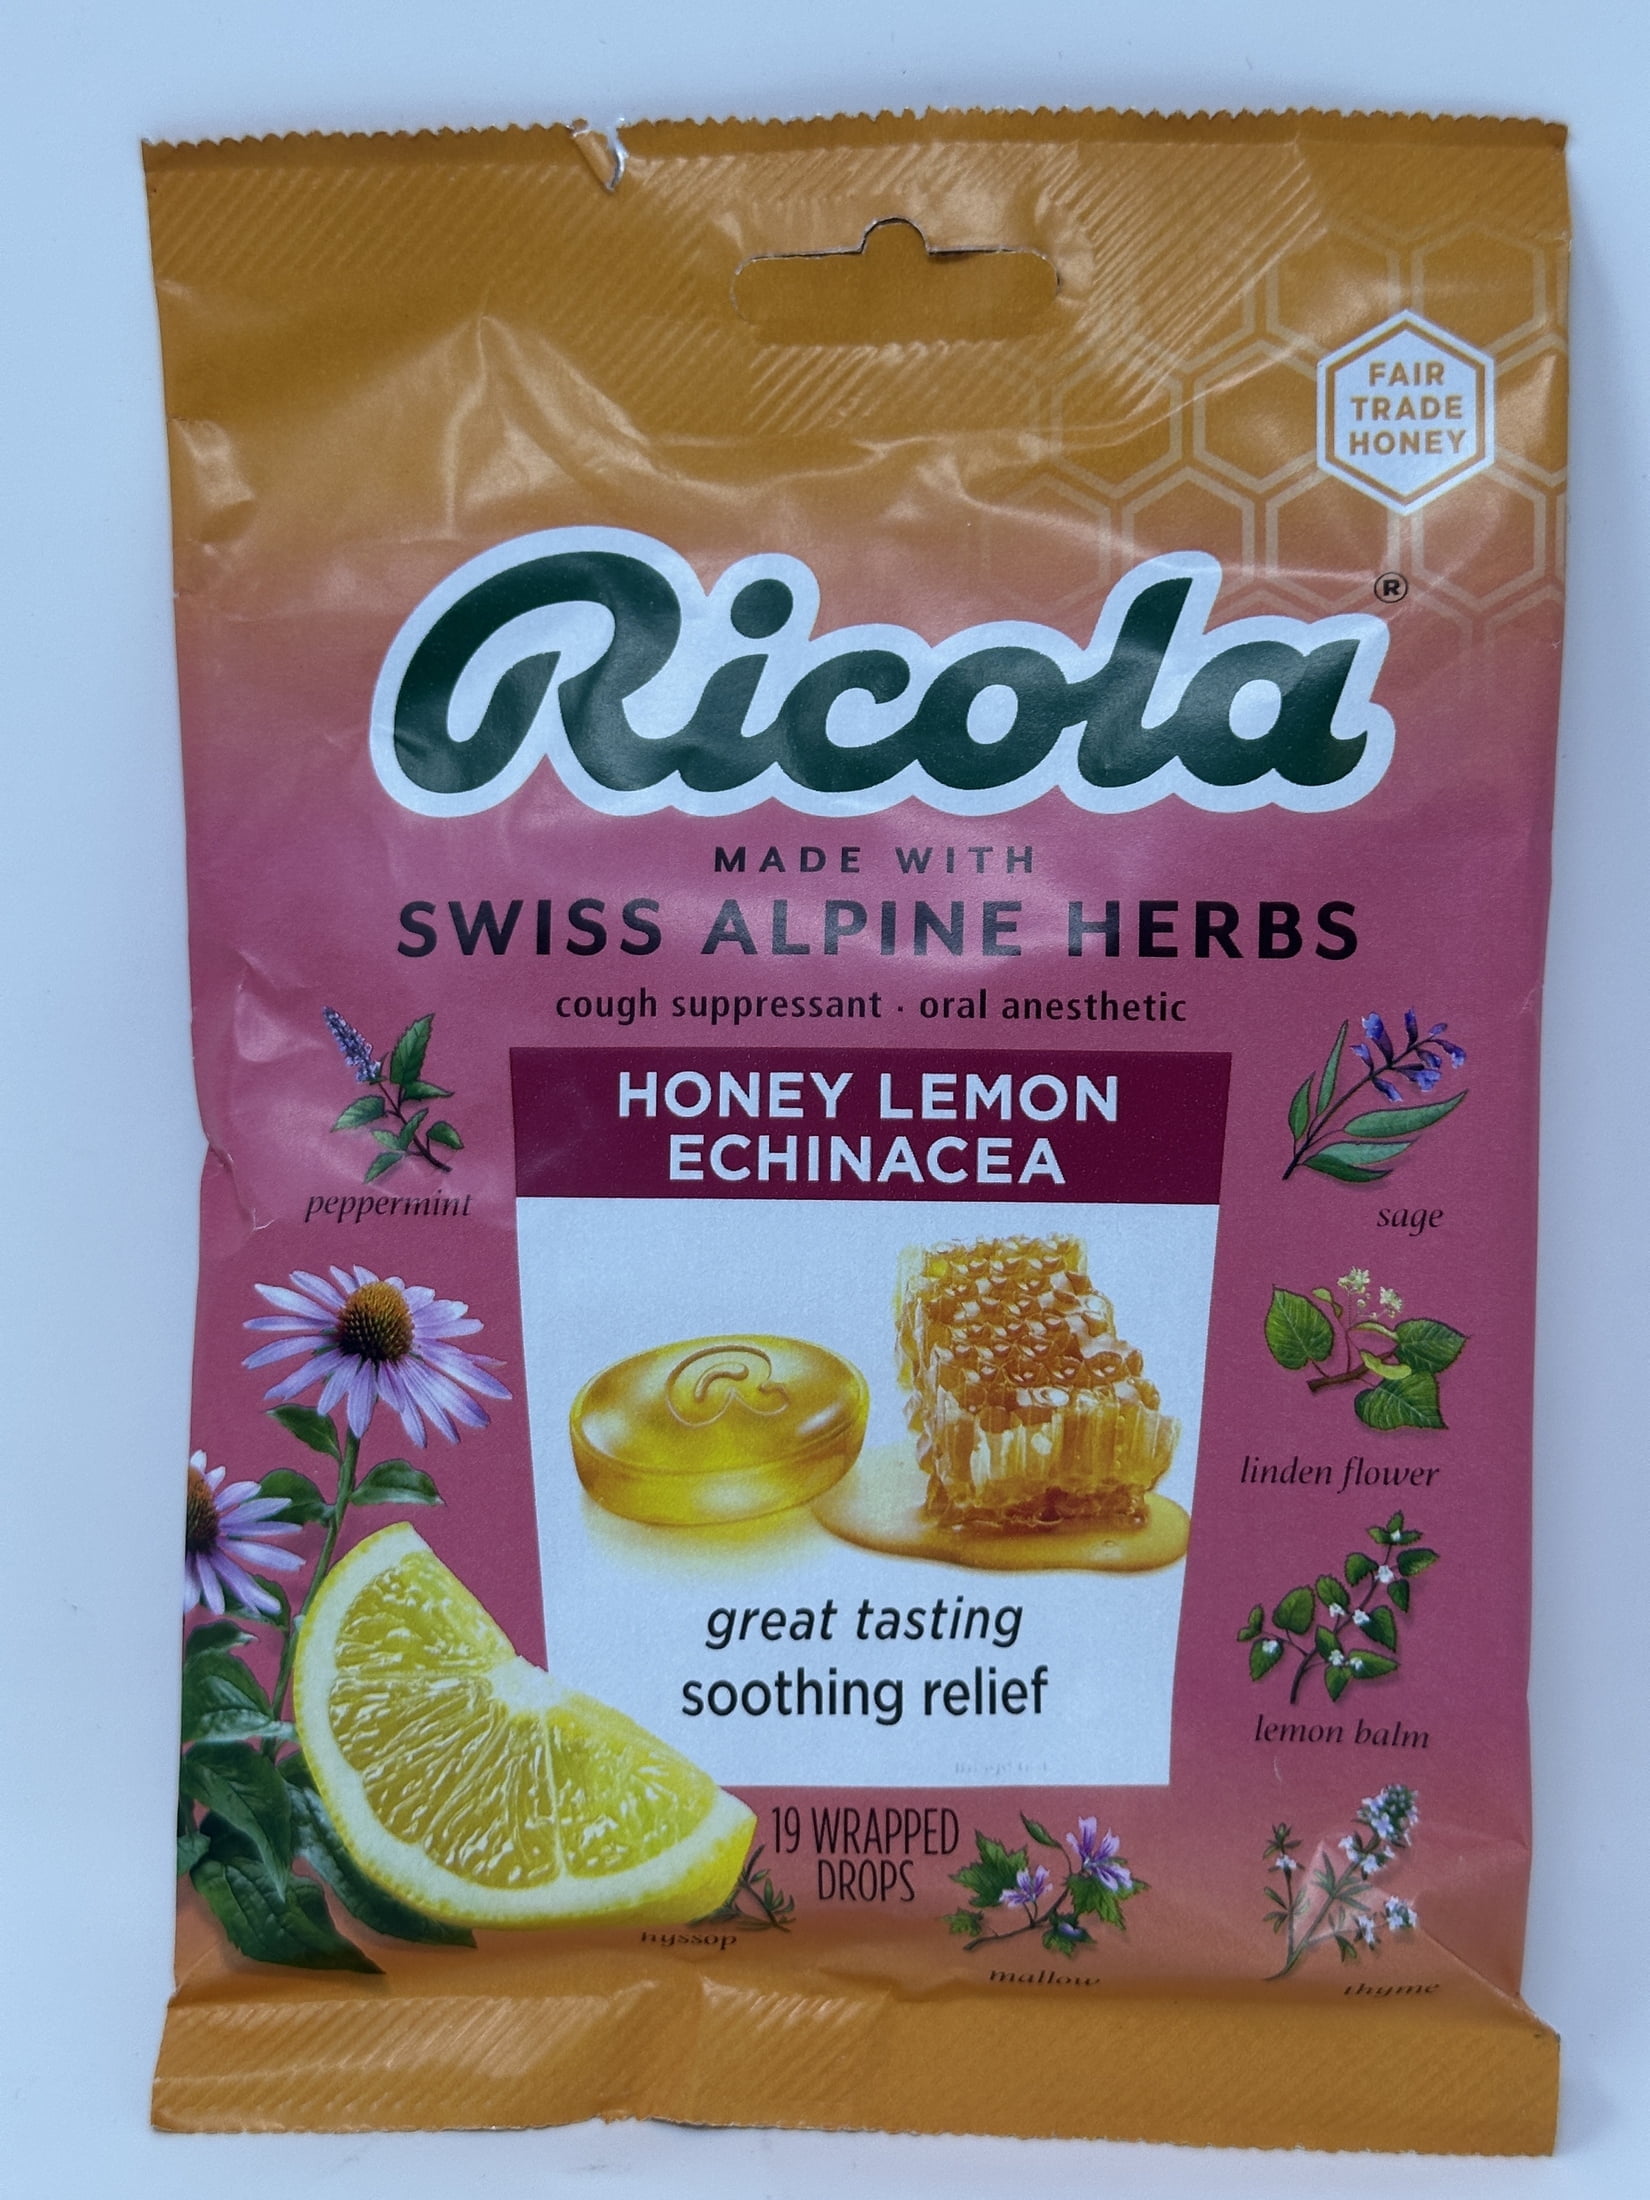 FAIR
TRADE
HONEY
Ricola®
MADE WITH
SWISS ALPINE HERBS
cough suppressant · oral anesthetic
HONEY LEMON
ECHINACEA
peppermint
sage
linden flower
great tasting
soothing relief
lemon balm
19 WRAPPED
DROPS
hyssop
mallow
thyme